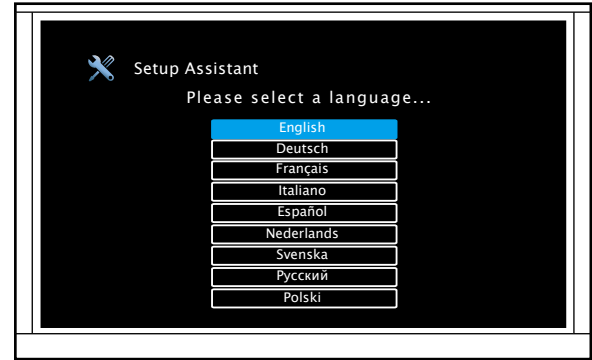 Setup Assistant
Please select a language...
English
Deutsch
Français
Italiano
Español
Nederlands
Svenska
Русский
Polski